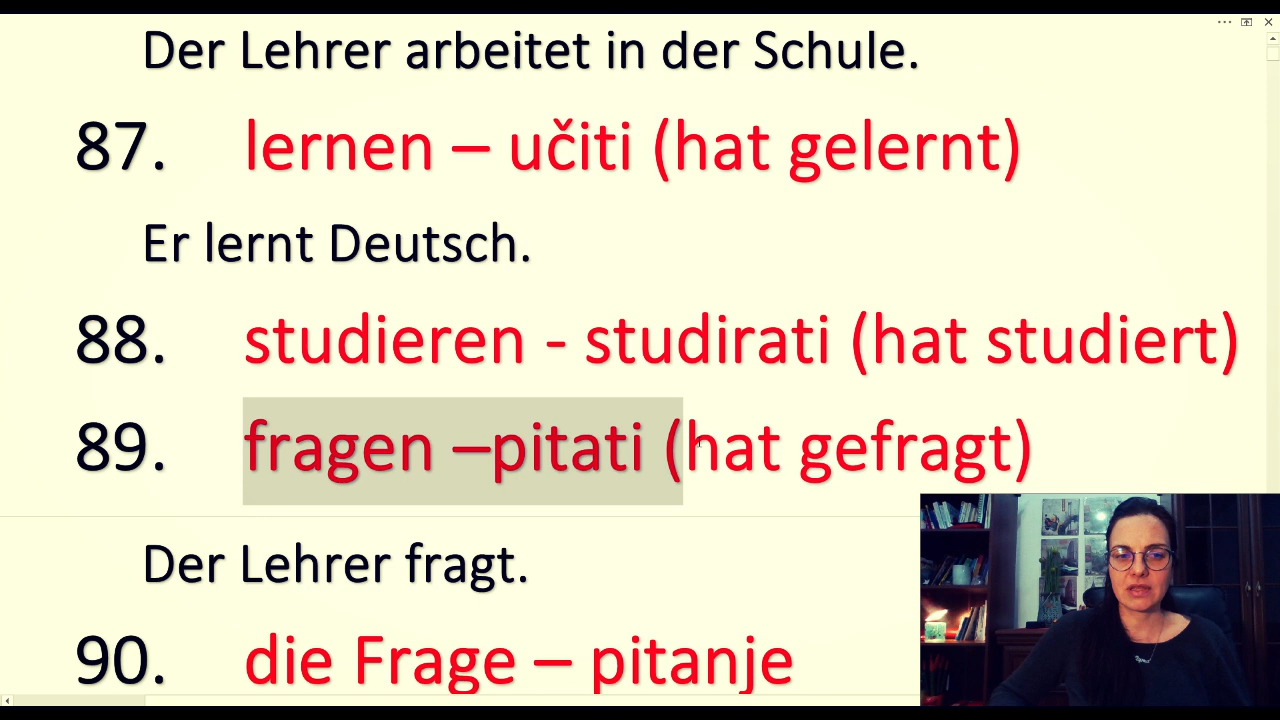 Der Lehrer arbeitet in der Schule.
87. lernen – učiti (hat gelernt)
Er lernt Deutsch.
88. studieren - studirati (hat studiert)
89. fragen –pitati (hat gefragt)
Der Lehrer fragt.
90. die Frage – pitanje